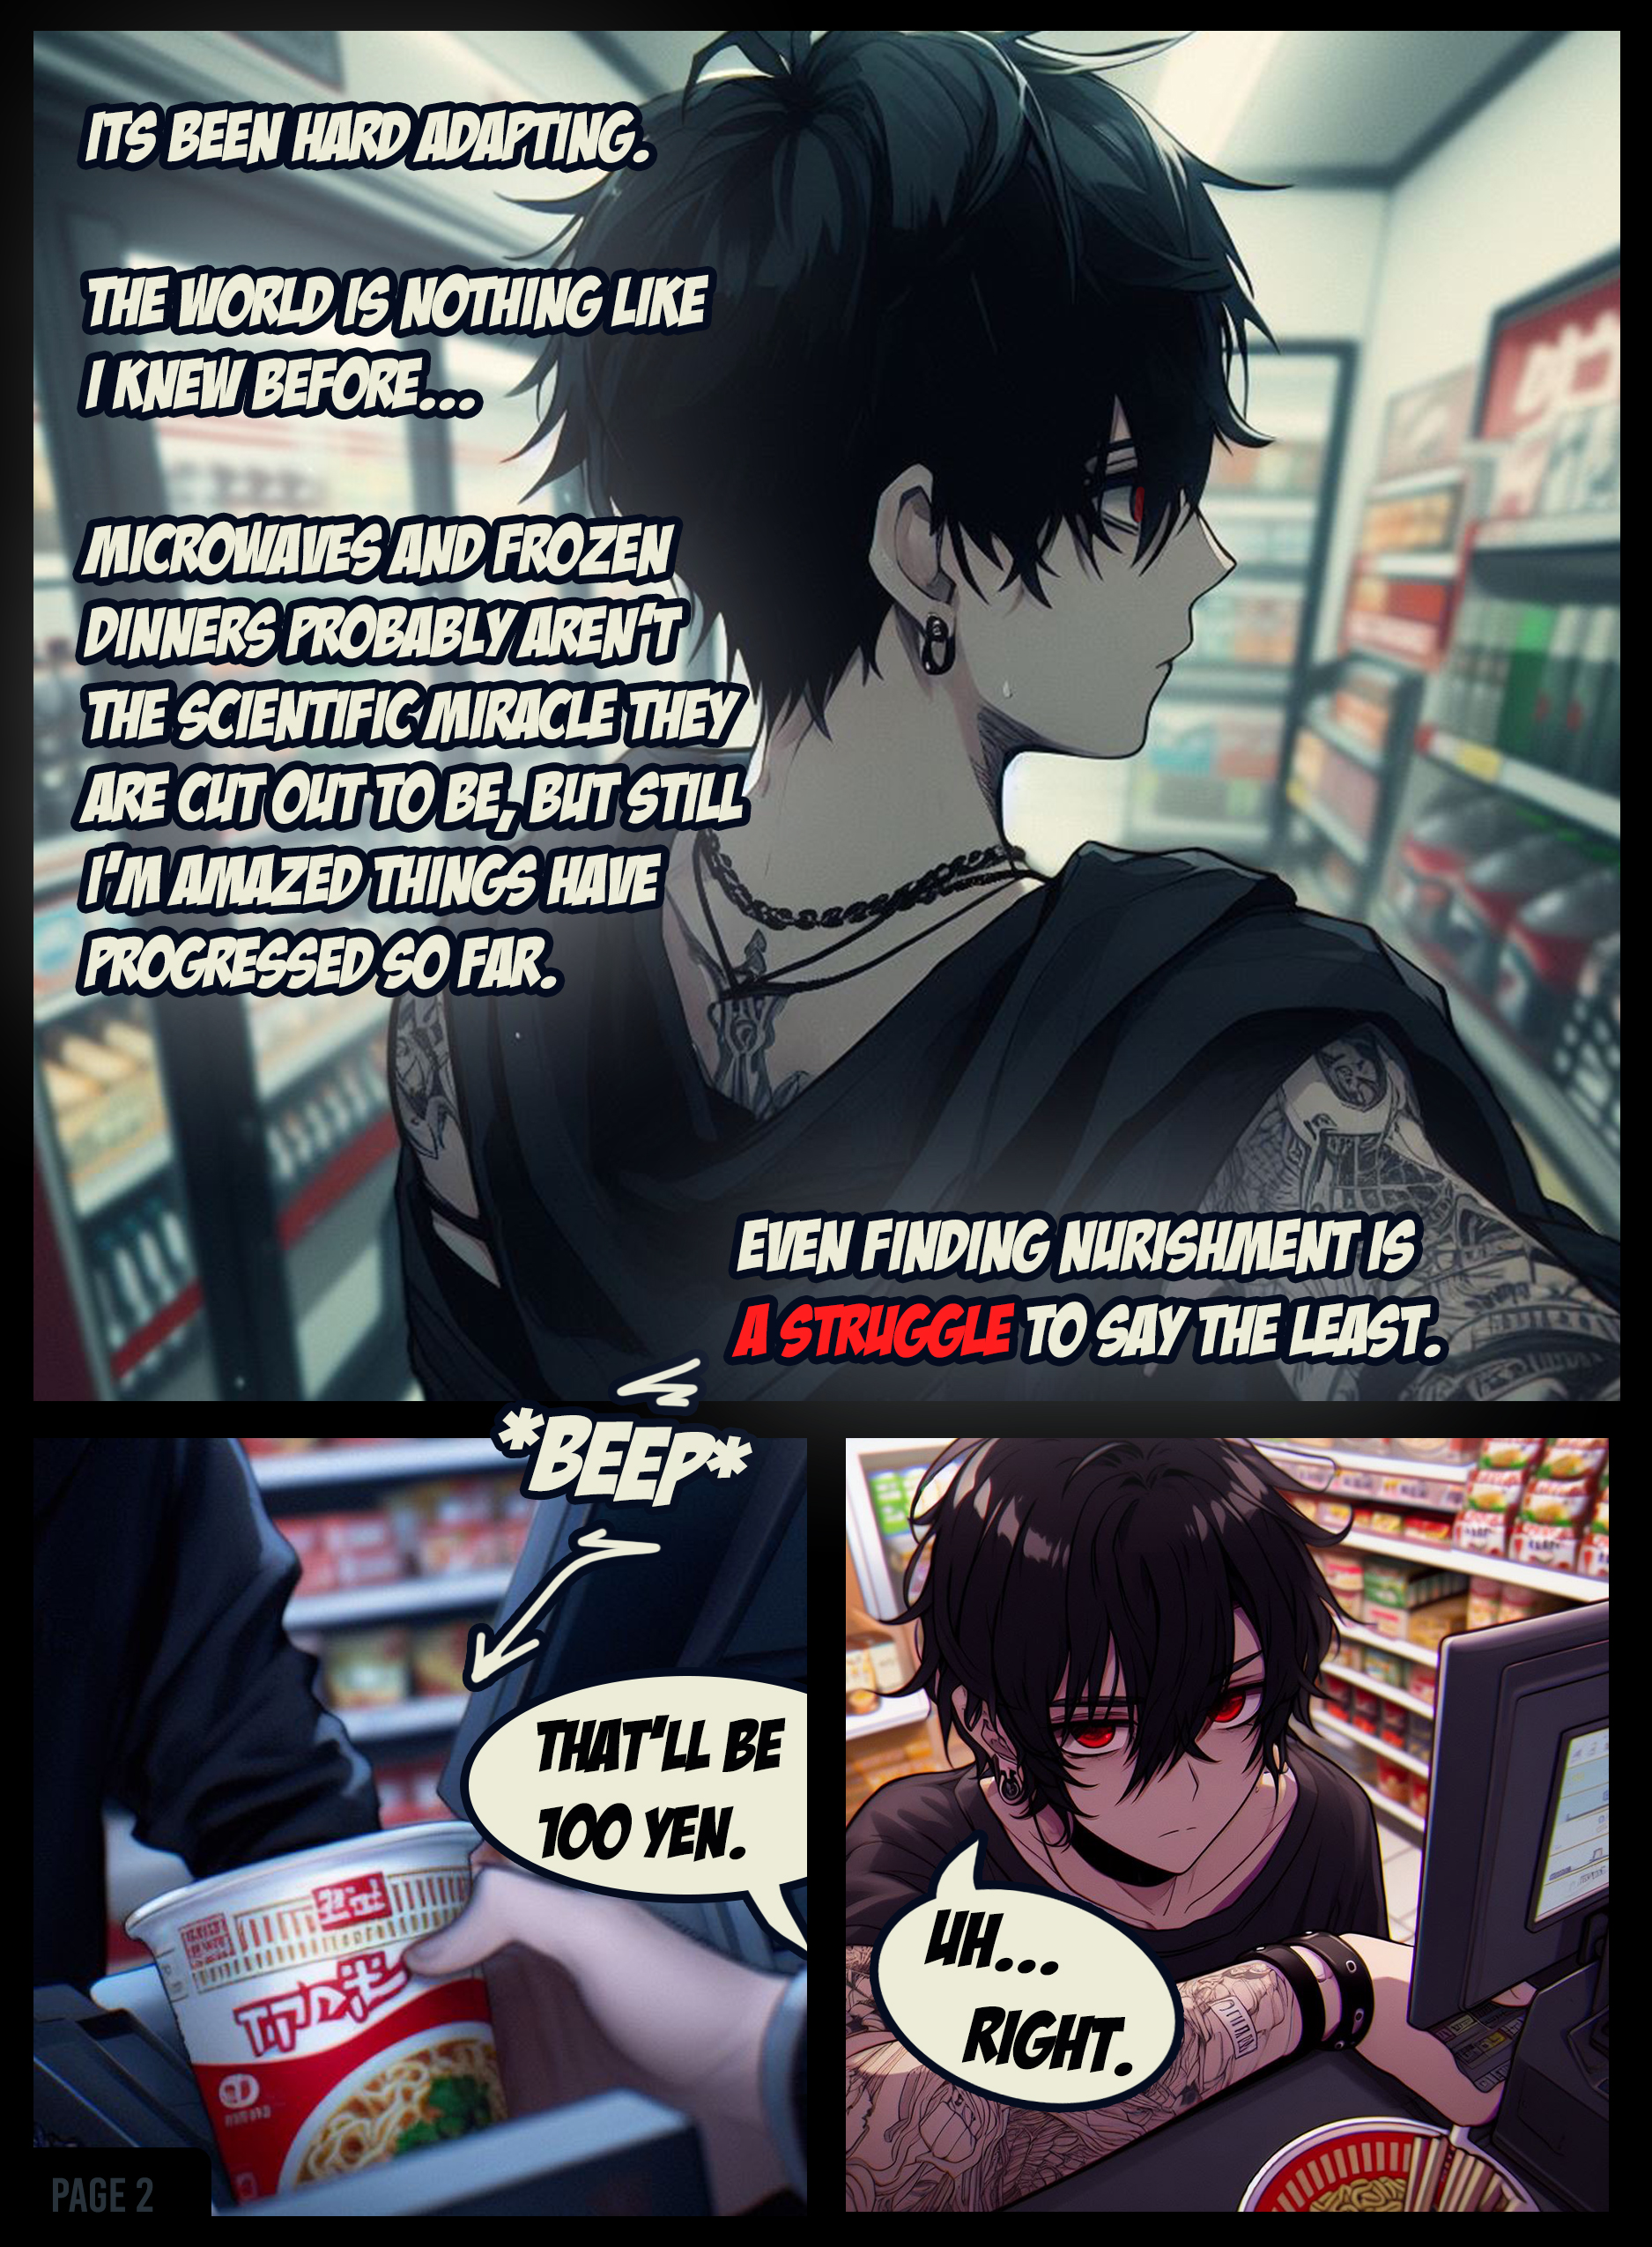 ITS BEEN HARD ADAPTING.
THE WORLD IS NOTHING LIKE
I KNEW BEFORE...
MICROWAVES AND FROZEN
DINNERS PROBABLY AREN'T
THE SCIENTIFIC MIRACLE THEY
ARE CUT OUT TO BE, BUT STILL
I'M AMAZED THINGS HAVE
PROGRESSED SO FAR.
EVEN FINDING NURISHMENT IS
A STRUGGLE TO SAY THE LEAST.
*BEEP*
THAT'LL BE
100 YEN.
UH...
RIGHT.
PAGE 2